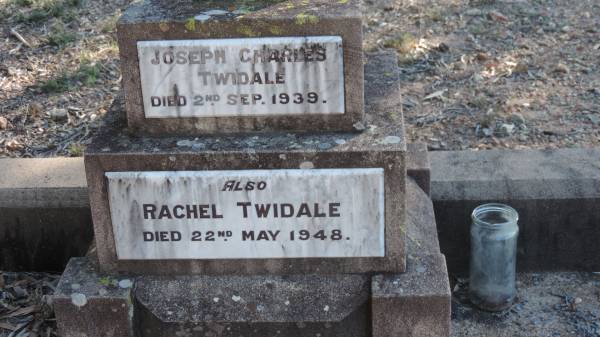 JOSEPH CHARLES
TWIDALE
DIED 2ND SEP. 1939.
ALSO
RACHEL TWIDALE
DIED 22ND MAY 1948.